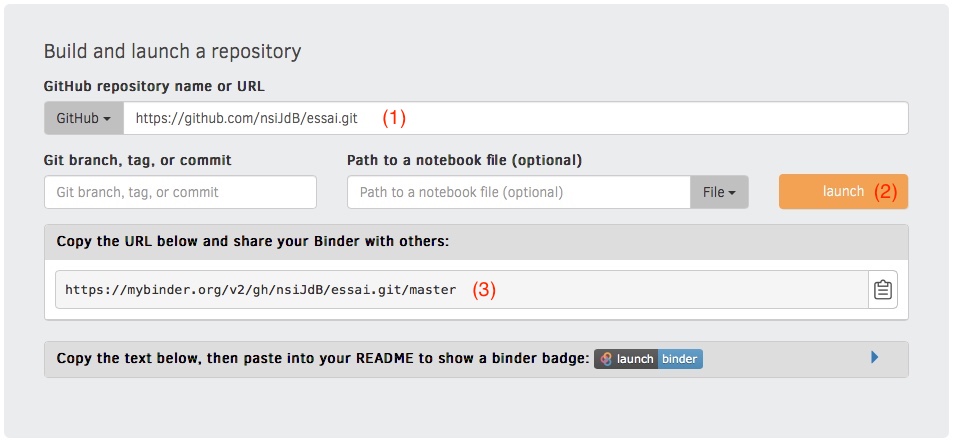 Build and launch a repository
GitHub repository name or URL
GitHub https://github.com/nsiJdB/essai.git (1)
Git branch, tag, or commit Path to a notebook file (optional)
Git branch, tag, or commit Path to a notebook file (optional) File launch (2)
Copy the URL below and share your Binder with others:
https://mybinder.org/v2/gh/nsiJdB/essai.git/master (3)
Copy the text below, then paste into your README to show a binder badge: launch binder